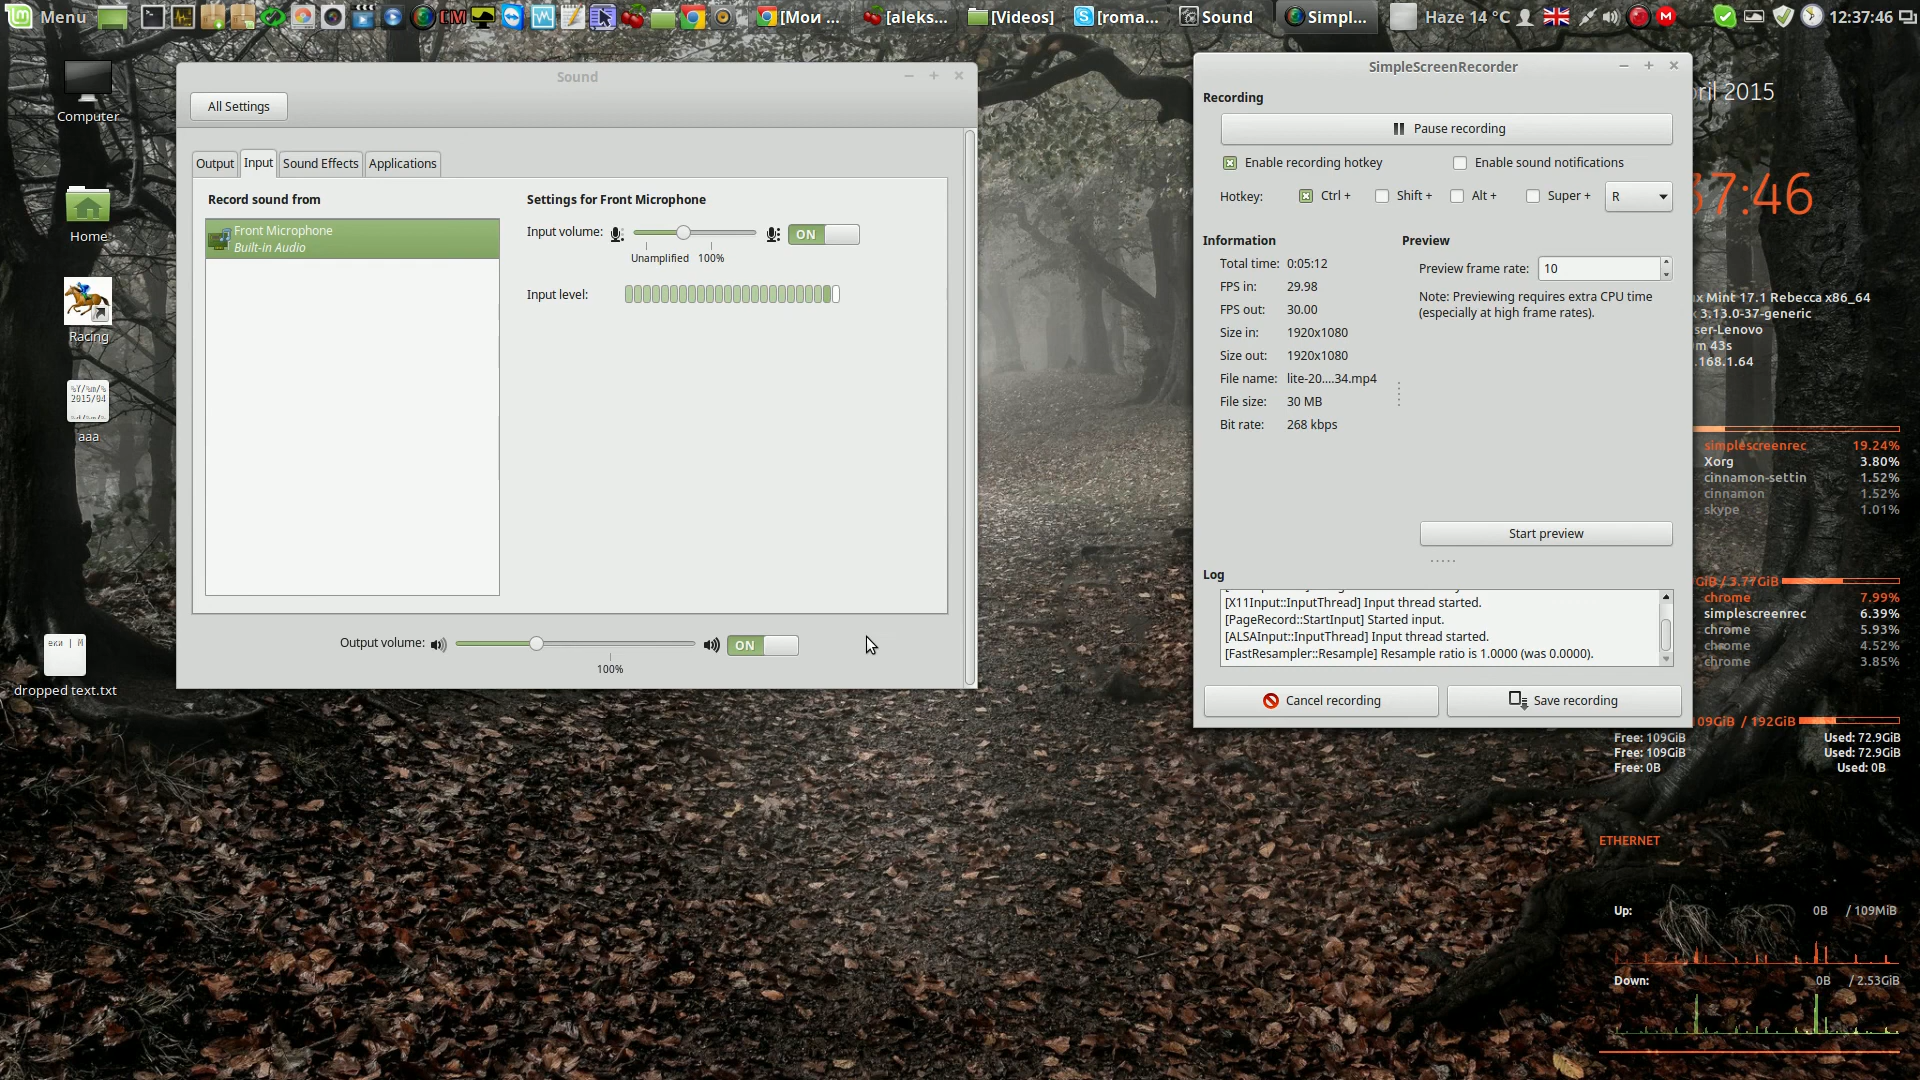 Menu
[Мои ...
[aleks...
[Videos]
[roma...
Sound
Simpl...
Haze 14 °C
12:37:46
Computer
Home
Racing
%Y/%m/%
2015/04
aaa
еки | М
dropped text.txt
Sound
All Settings
Output
Input
Sound Effects
Applications
Record sound from
Front Microphone
Built-in Audio
Settings for Front Microphone
Input volume:
ON
Unamplified
100%
Input level:
Output volume:
ON
100%
SimpleScreenRecorder
Recording
Pause recording
Enable recording hotkey
Enable sound notifications
Hotkey:
Ctrl +
Shift +
Alt +
Super +
R
Information
Total time: 0:05:12
FPS in: 29.98
FPS out: 30.00
Size in: 1920x1080
Size out: 1920x1080
File name: lite-20....34.mp4
File size: 30 MB
Bit rate: 268 kbps
Preview
Preview frame rate: 10
Note: Previewing requires extra CPU time
(especially at high frame rates).
Start preview
Log
[X11Input::InputThread] Input thread started.
[PageRecord::StartInput] Started input.
[ALSAInput::InputThread] Input thread started.
[FastResampler::Resample] Resample ratio is 1.0000 (was 0.0000).
Cancel recording
Save recording
ril 2015
37:46
x Mint 17.1 Rebecca x86_64
3.13.0-37-generic
ser-Lenovo
m 43s
.168.1.64
simplescreenrec 19.24%
Xorg 3.80%
cinnamon-settin 1.52%
cinnamon 1.52%
skype 1.01%
GiB / 3.77GiB
chrome 7.99%
simplescreenrec 6.39%
chrome 5.93%
chrome 4.52%
chrome 3.85%
09GiB / 192GiB
Free: 109GiB Used: 72.9GiB
Free: 109GiB Used: 72.9GiB
Free: 0B Used: 0B
ETHERNET
Up: 0B / 109MiB
Down: 0B / 2.53GiB